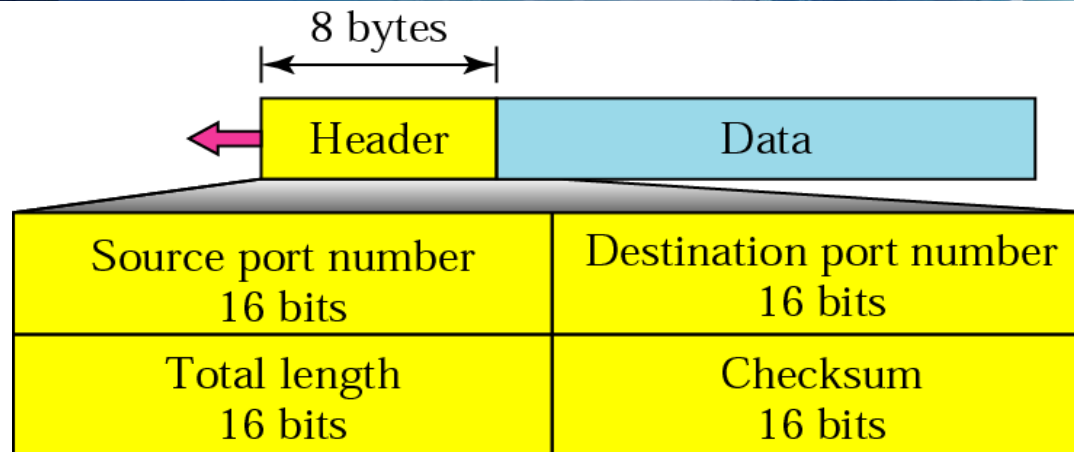 8 bytes
Header
Data
Source port number
16 bits
Destination port number
16 bits
Total length
16 bits
Checksum
16 bits